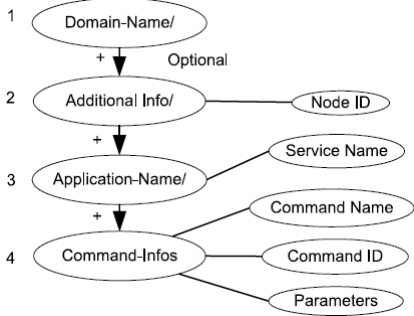 1 Domain-Name/
+ Optional
2 Additional Info/ Node ID
+
Service Name
3 Application-Name/
Command Name
+
4 Command-Infos Command ID
Parameters